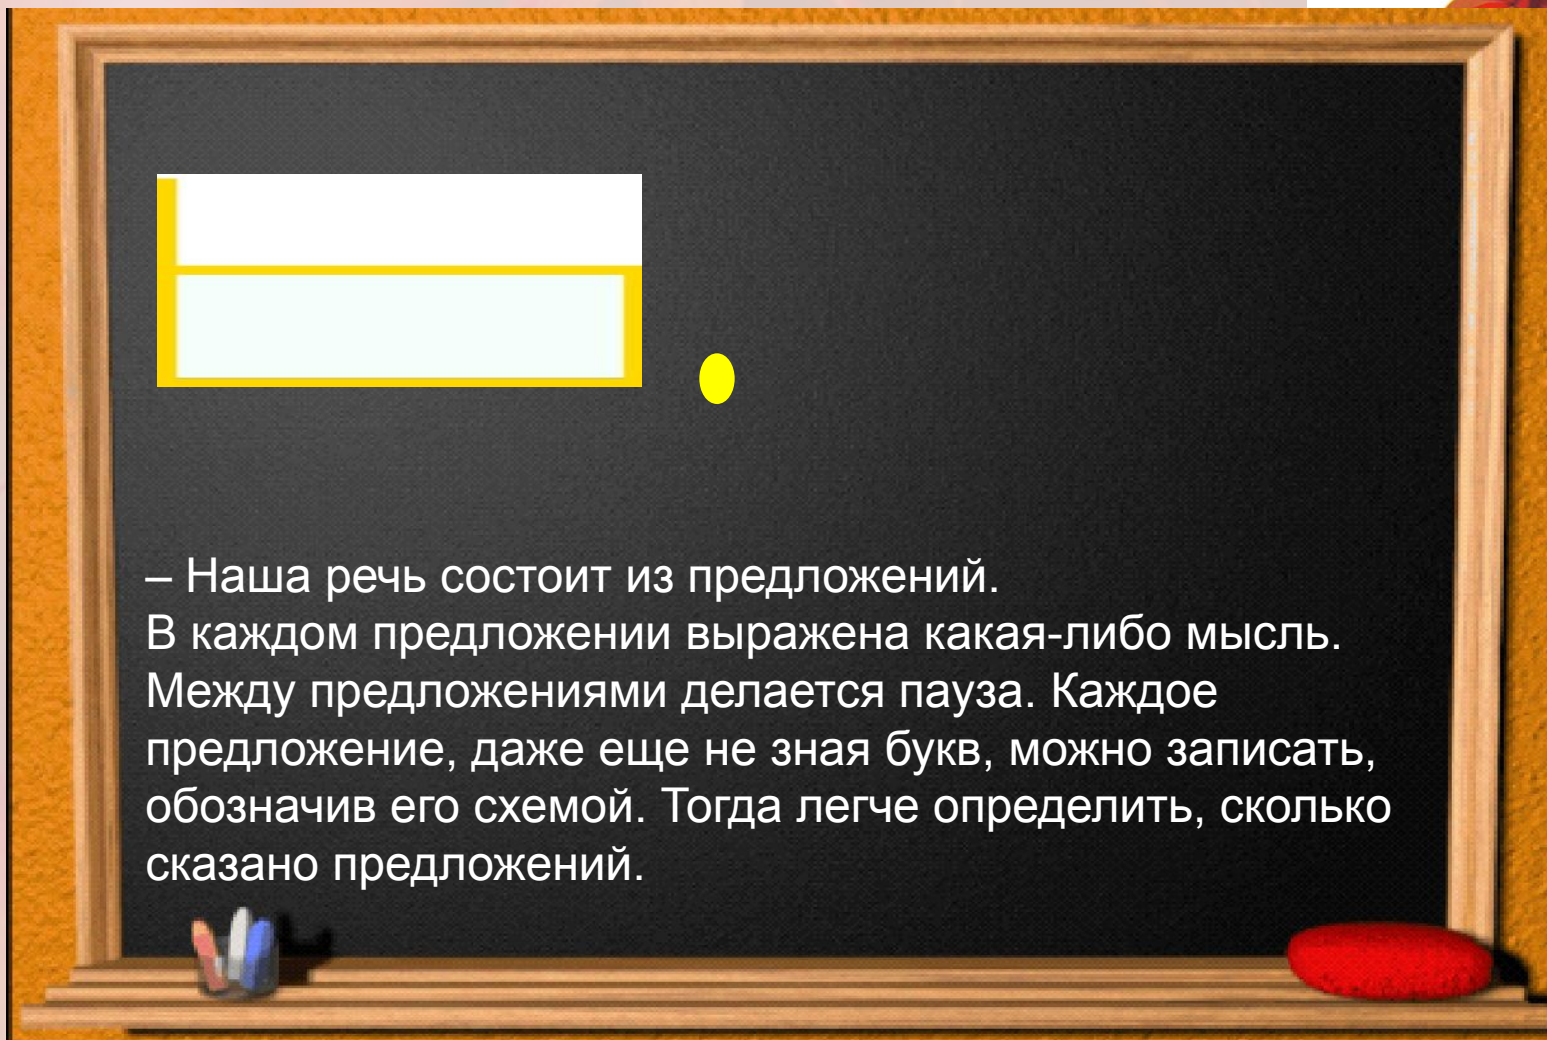 – Наша речь состоит из предложений.
В каждом предложении выражена какая-либо мысль.
Между предложениями делается пауза. Каждое
предложение, даже еще не зная букв, можно записать,
обозначив его схемой. Тогда легче определить, сколько
сказано предложений.